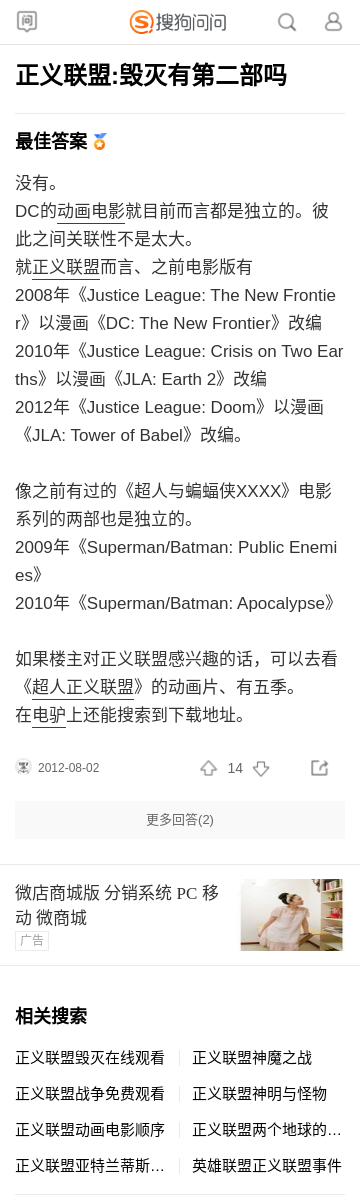 问
搜狗问问
正义联盟:毁灭有第二部吗
最佳答案
没有。
DC的动画电影就目前而言都是独立的。彼
此之间关联性不是太大。
就正义联盟而言、之前电影版有
2008年《Justice League: The New Frontie
r》以漫画《DC: The New Frontier》改编
2010年《Justice League: Crisis on Two Ear
ths》以漫画《JLA: Earth 2》改编
2012年《Justice League: Doom》以漫画
《JLA: Tower of Babel》改编。
像之前有过的《超人与蝙蝠侠XXXX》电影
系列的两部也是独立的。
2009年《Superman/Batman: Public Enemi
es》
2010年《Superman/Batman: Apocalypse》
如果楼主对正义联盟感兴趣的话，可以去看
《超人正义联盟》的动画片、有五季。
在电驴上还能搜索到下载地址。
2012-08-02 14
更多回答(2)
微店商城版 分销系统 PC 移
动 微商城
广告
相关搜索
正义联盟毁灭在线观看 正义联盟神魔之战
正义联盟战争免费观看 正义联盟神明与怪物
正义联盟动画电影顺序 正义联盟两个地球的…
正义联盟亚特兰蒂斯… 英雄联盟正义联盟事件